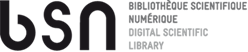 bsn
BIBLIOTHÈQUE SCIENTIFIQUE
NUMÉRIQUE
DIGITAL SCIENTIFIC
LIBRARY